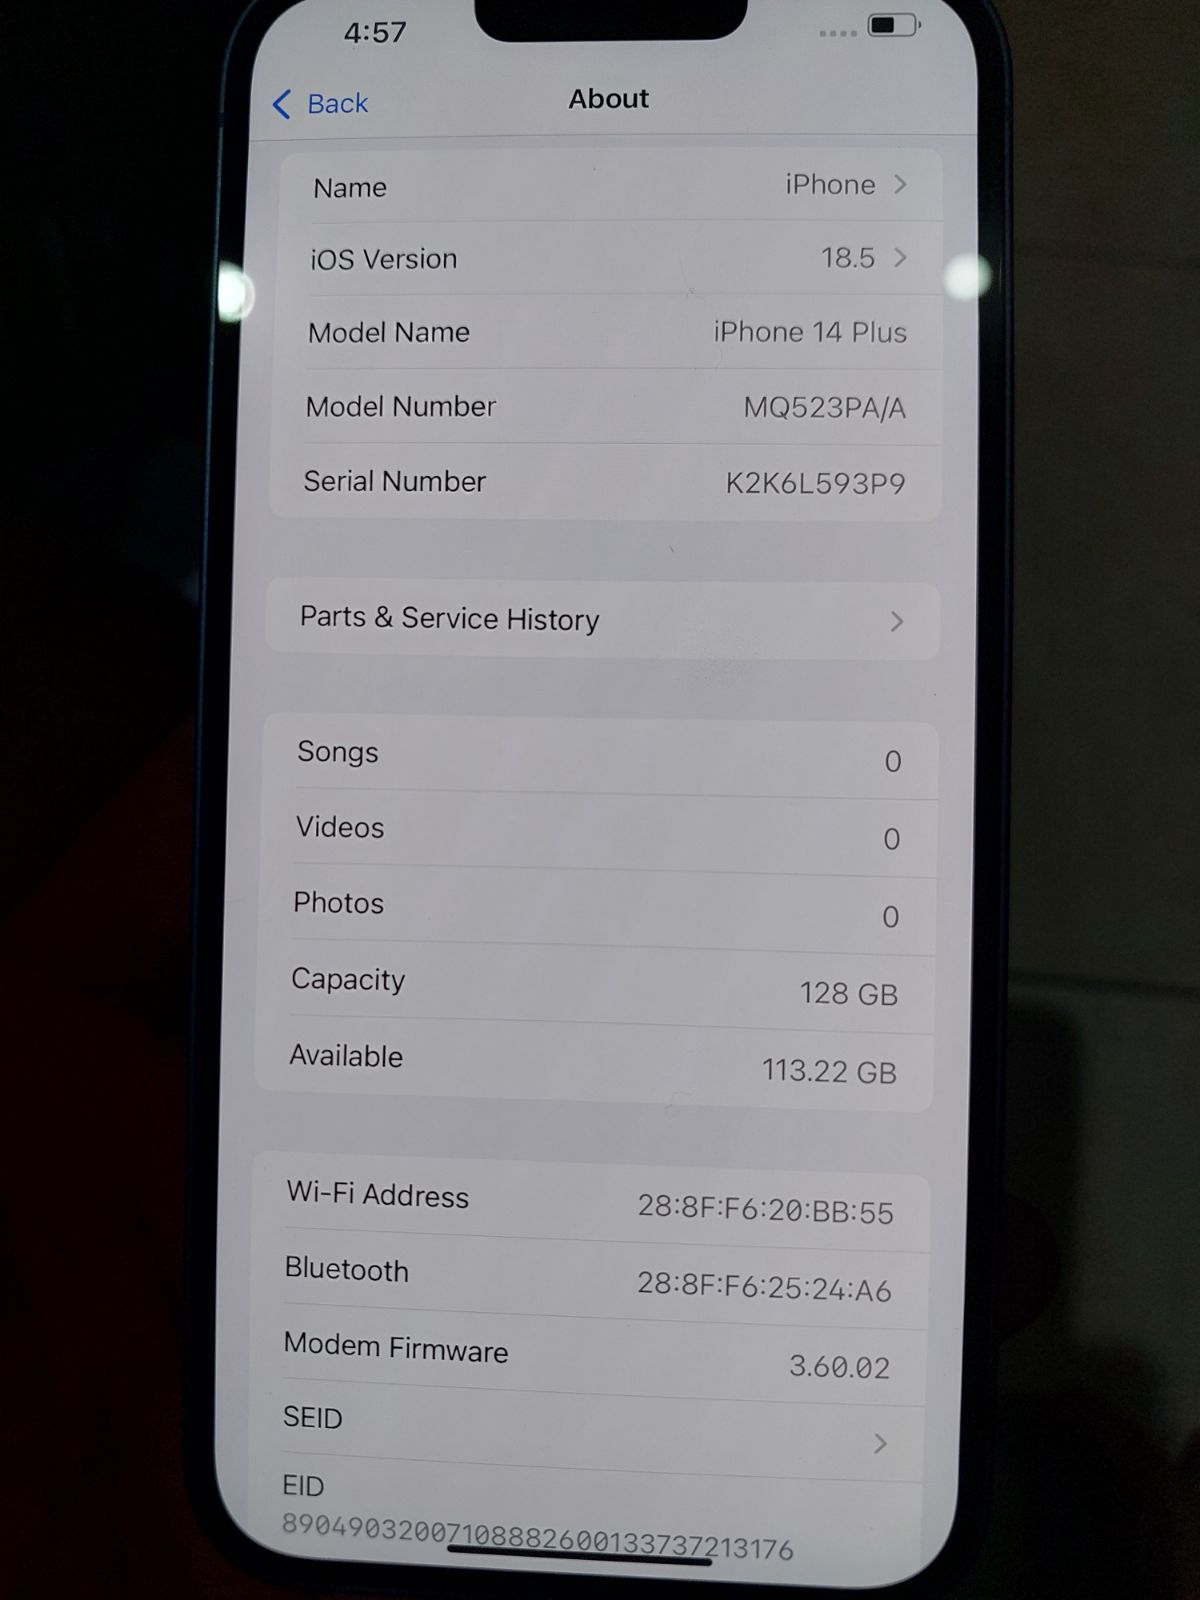 4:57
Back
About
Name
iPhone
iOS Version
18.5
Model Name
iPhone 14 Plus
Model Number
MQ523PA/A
Serial Number
K2K6L593P9
Parts & Service History
Songs
0
Videos
0
Photos
0
Capacity
128 GB
Available
113.22 GB
Wi-Fi Address
28:8F:F6:20:BB:55
Bluetooth
28:8F:F6:25:24:A6
Modem Firmware
3.60.02
SEID
EID
89049032007108882600133737213176